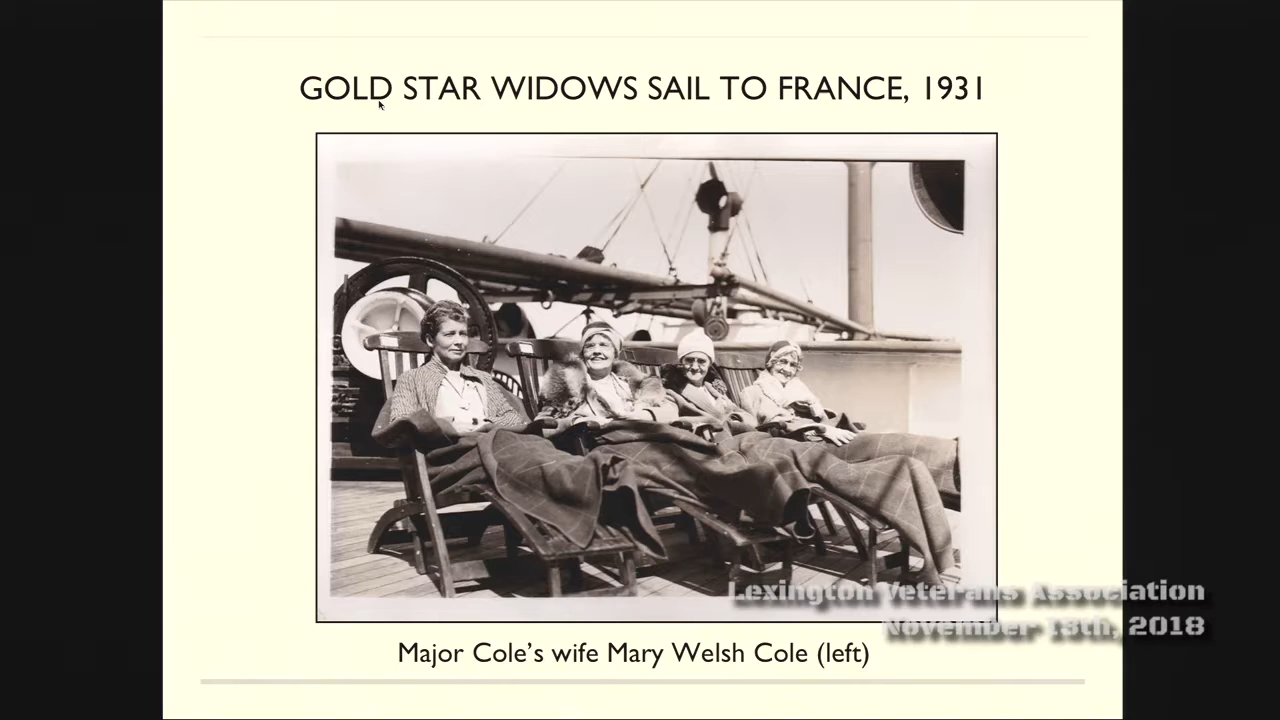 GOLD STAR WIDOWS SAIL TO FRANCE, 1931
Lexington Veterans Association
November 13th, 2018
Major Cole's wife Mary Welsh Cole (left)